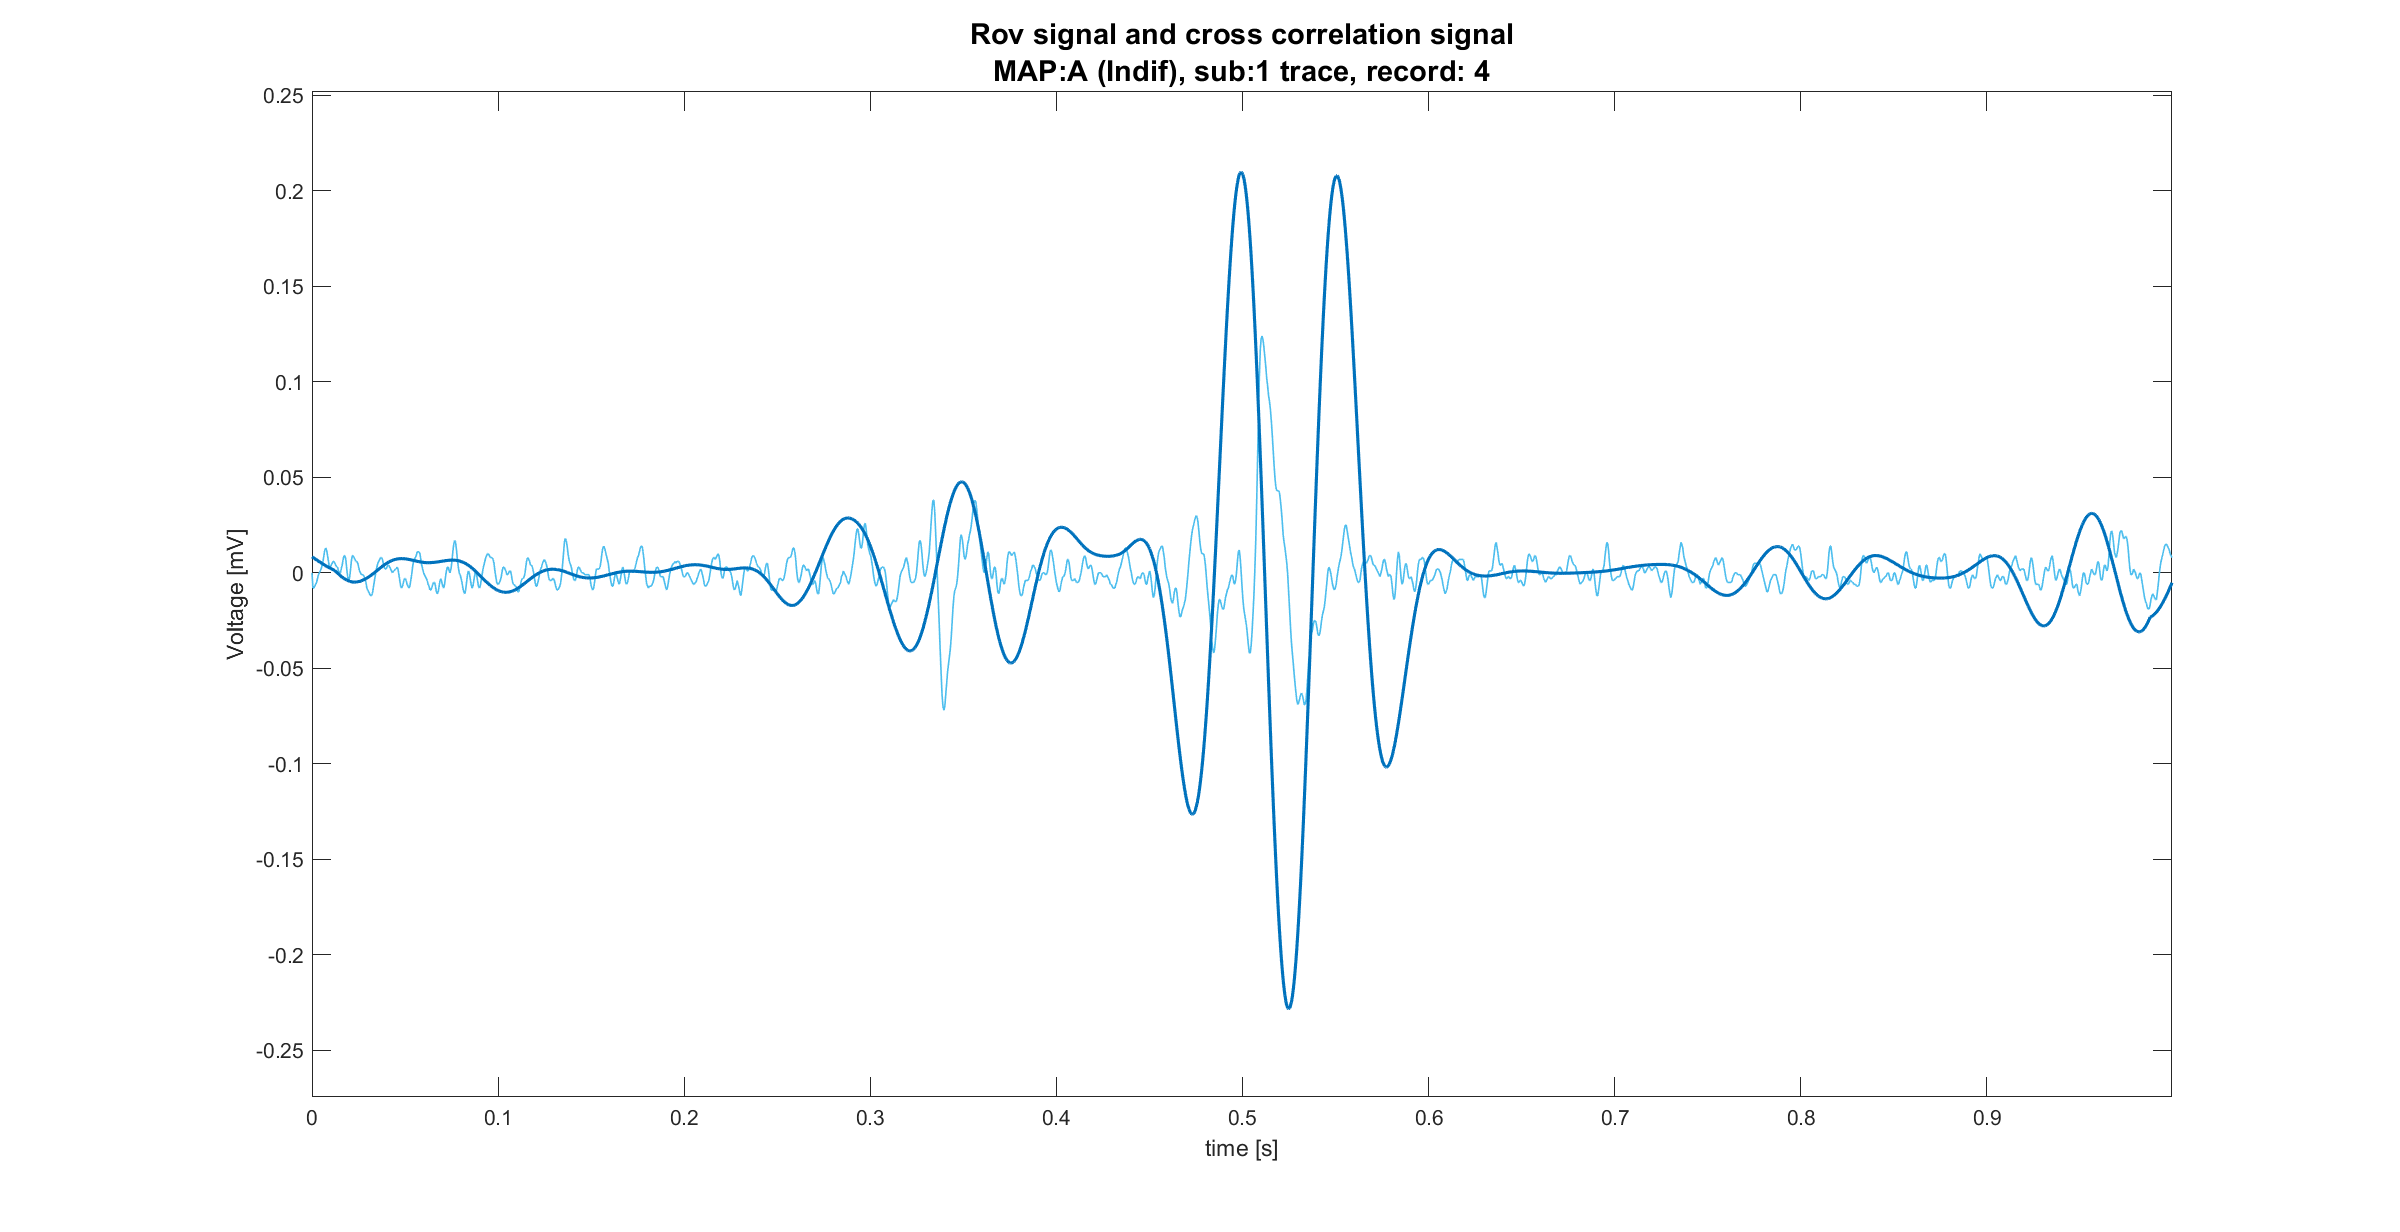 Rov signal and cross correlation signal
MAP:A (Indif), sub:1 trace, record: 4
0.25
0.2
0.15
0.1
0.05
0
-0.05
-0.1
-0.15
-0.2
-0.25
Voltage [mV]
0 0.1 0.2 0.3 0.4 0.5 0.6 0.7 0.8 0.9
time [s]